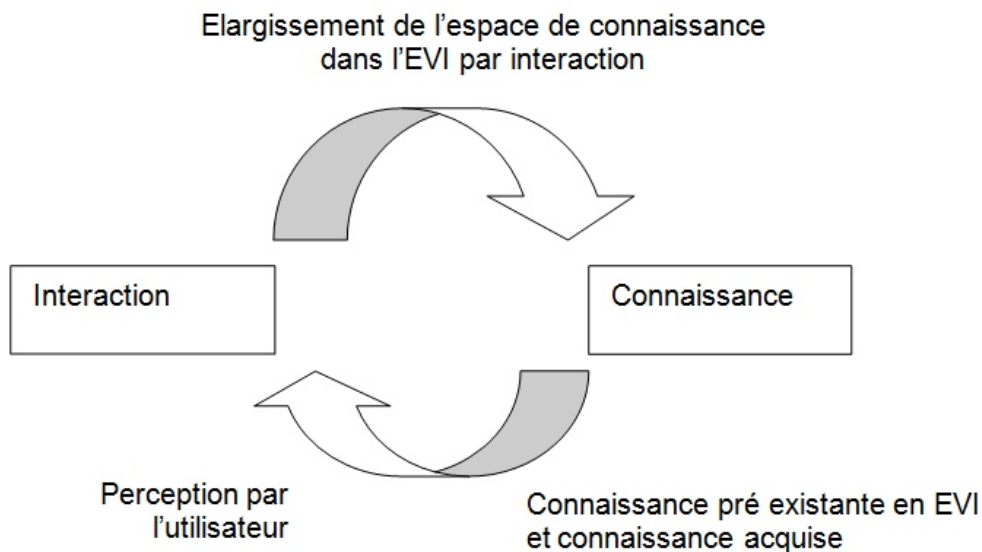 Elargissement de l'espace de connaissance
dans l'EVI par interaction
Interaction
Connaissance
Perception par
l'utilisateur
Connaissance pré existante en EVI
et connaissance acquise